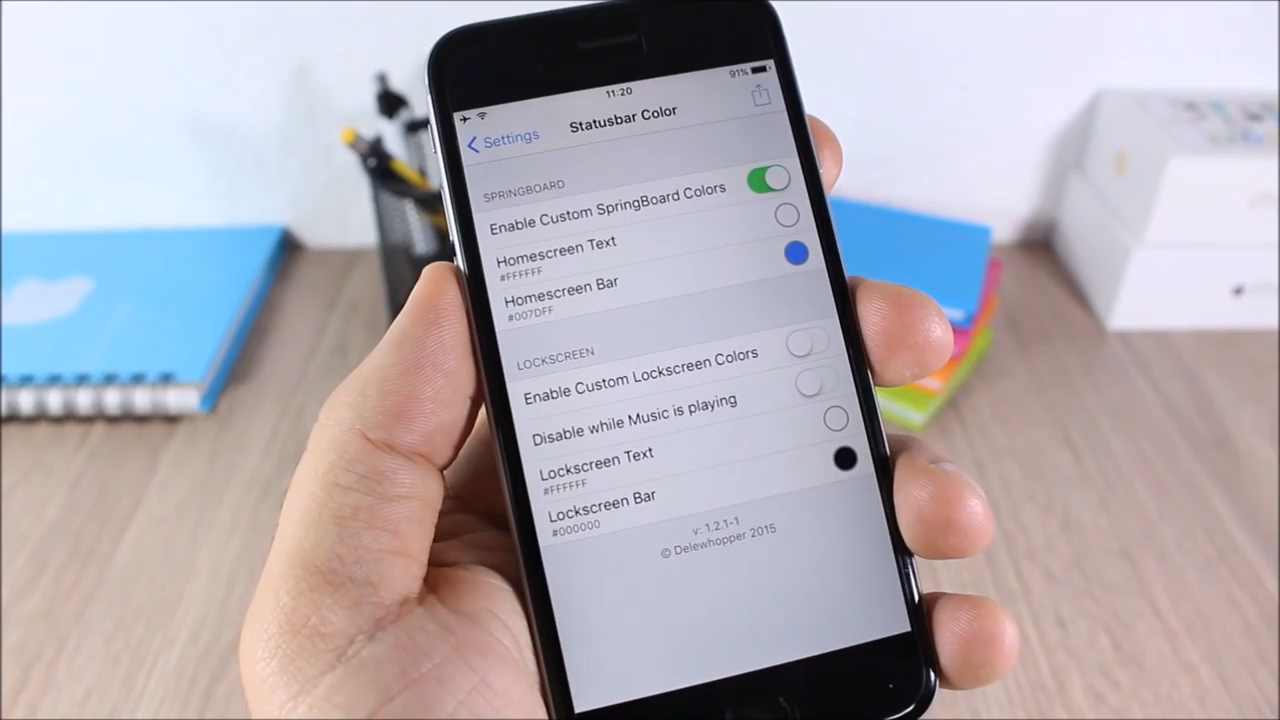 91%
11:20
Settings
Statusbar Color
SPRINGBOARD
Enable Custom SpringBoard Colors
Homescreen Text
#FFFFFF
Homescreen Bar
#007DFF
LOCKSCREEN
Enable Custom Lockscreen Colors
Disable while Music is playing
Lockscreen Text
#FFFFFF
Lockscreen Bar
#000000
v: 1.2.1-1
© Delewhopper 2015